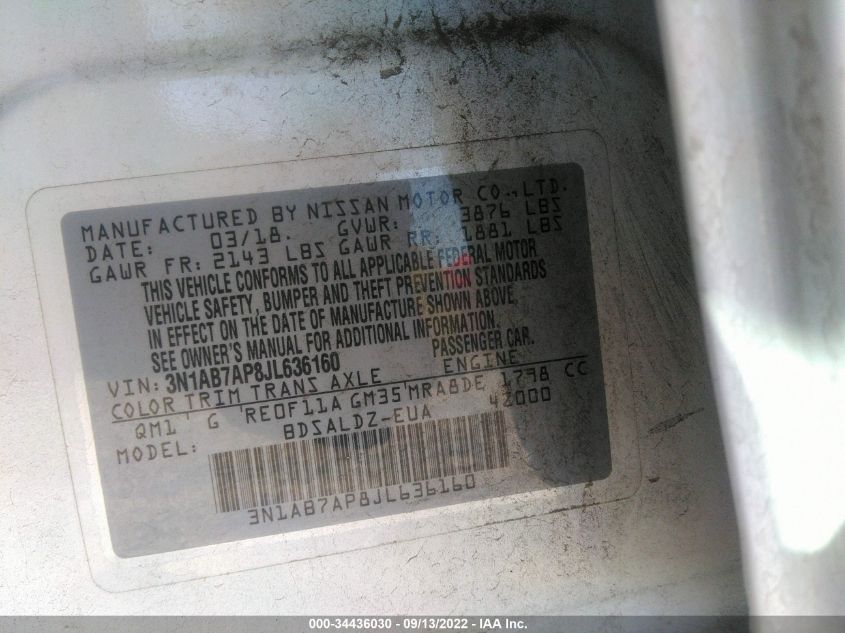 MANUFACTURED BY NISSAN MOTOR CO., LTD.
DATE: 03/18. GVWR: 3876 LBS
GAWR FR: 2143 LBS GAWR RR: 1881 LBS
THIS VEHICLE CONFORMS TO ALL APPLICABLE FEDERAL MOTOR
VEHICLE SAFETY, BUMPER AND THEFT PREVENTION STANDARDS
IN EFFECT ON THE DATE OF MANUFACTURE SHOWN ABOVE.
SEE OWNER'S MANUAL FOR ADDITIONAL INFORMATION.
VIN: 3N1AB7AP8JL636160 PASSENGER CAR.
COLOR TRIM TRANS AXLE ENGINE
QM1 G RE0F11A GM35 MRA8DE 1798 CC
MODEL: BDSALDZ-EUA 42000
3N1AB7AP8JL636160
000-34436030 - 09/13/2022 - IAA Inc.